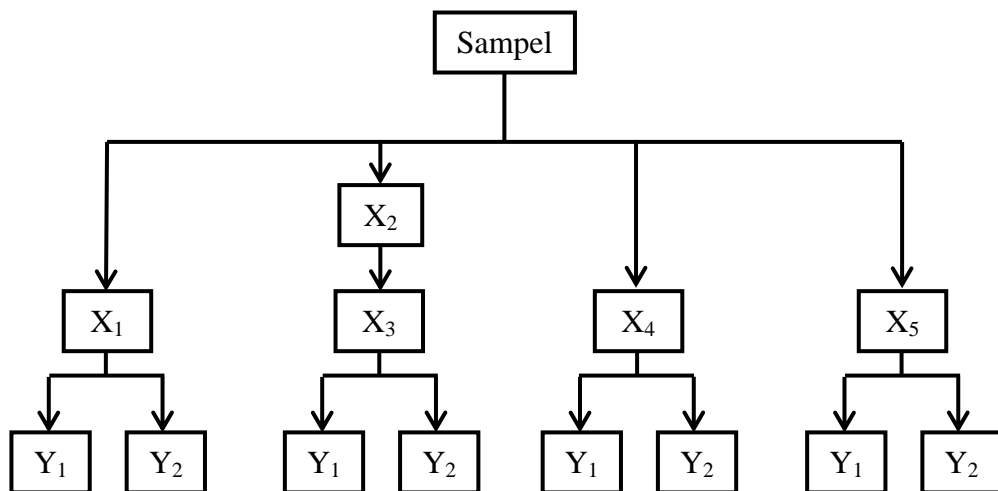 Sampel
X₂
X₁ X₃ X₄ X₅
Y₁ Y₂ Y₁ Y₂ Y₁ Y₂ Y₁ Y₂